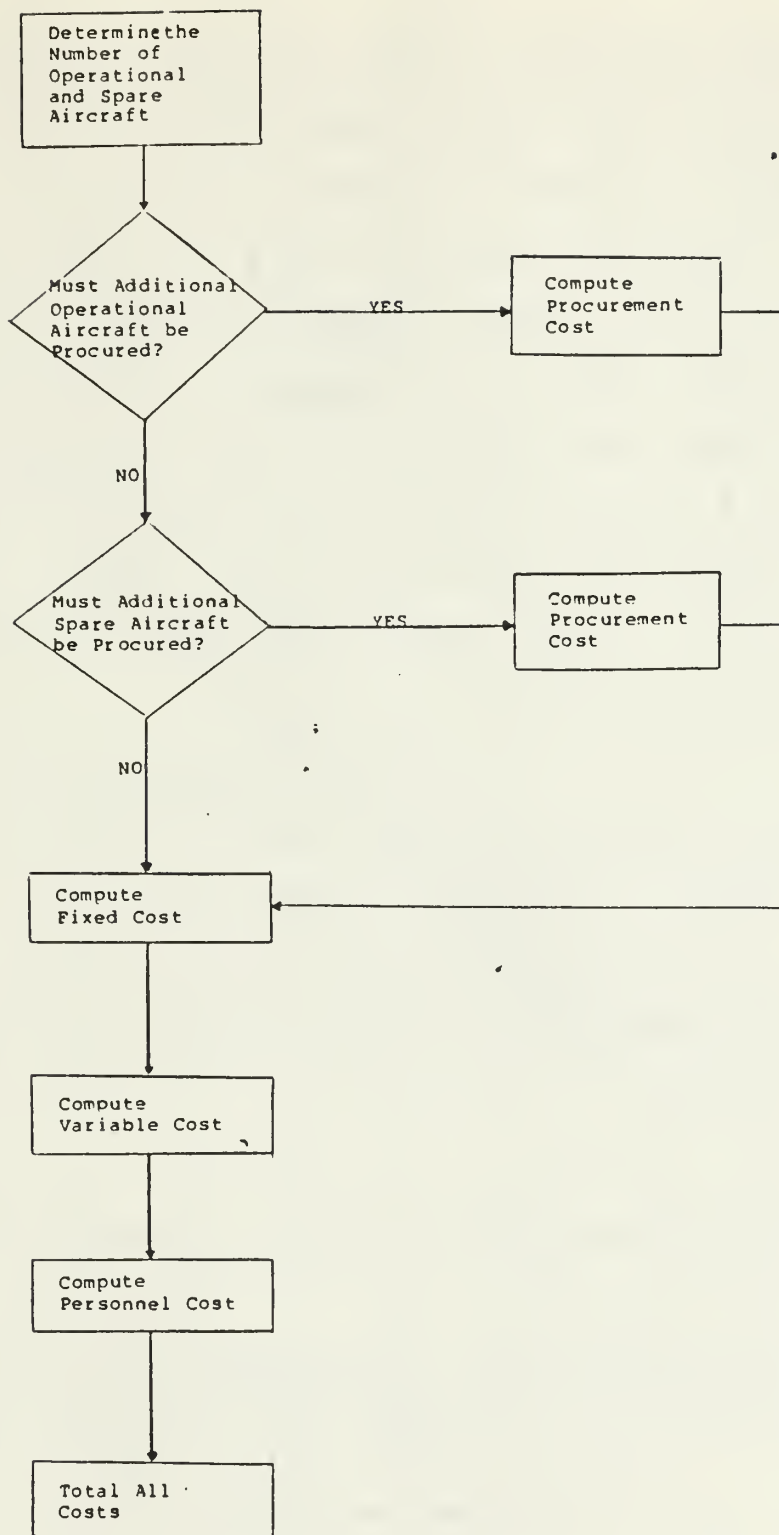 Determinethe
Number of
Operational
and Spare
Aircraft
Must Additional
Operational
Aircraft be
Procured?
YES
Compute
Procurement
Cost
NO
Must Additional
Spare Aircraft
be Procured?
YES
Compute
Procurement
Cost
NO
Compute
Fixed Cost
Compute
Variable Cost
Compute
Personnel Cost
Total All
Costs